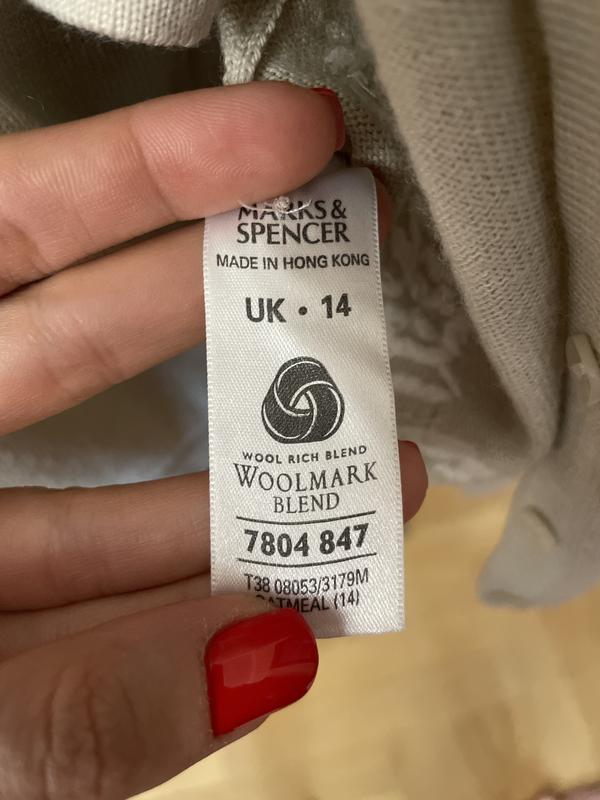 MARKS &
SPENCER
MADE IN HONG KONG
UK • 14
WOOL RICH BLEND
WOOLMARK
BLEND
7804 847
T38 08053/3179M
OATMEAL (14)